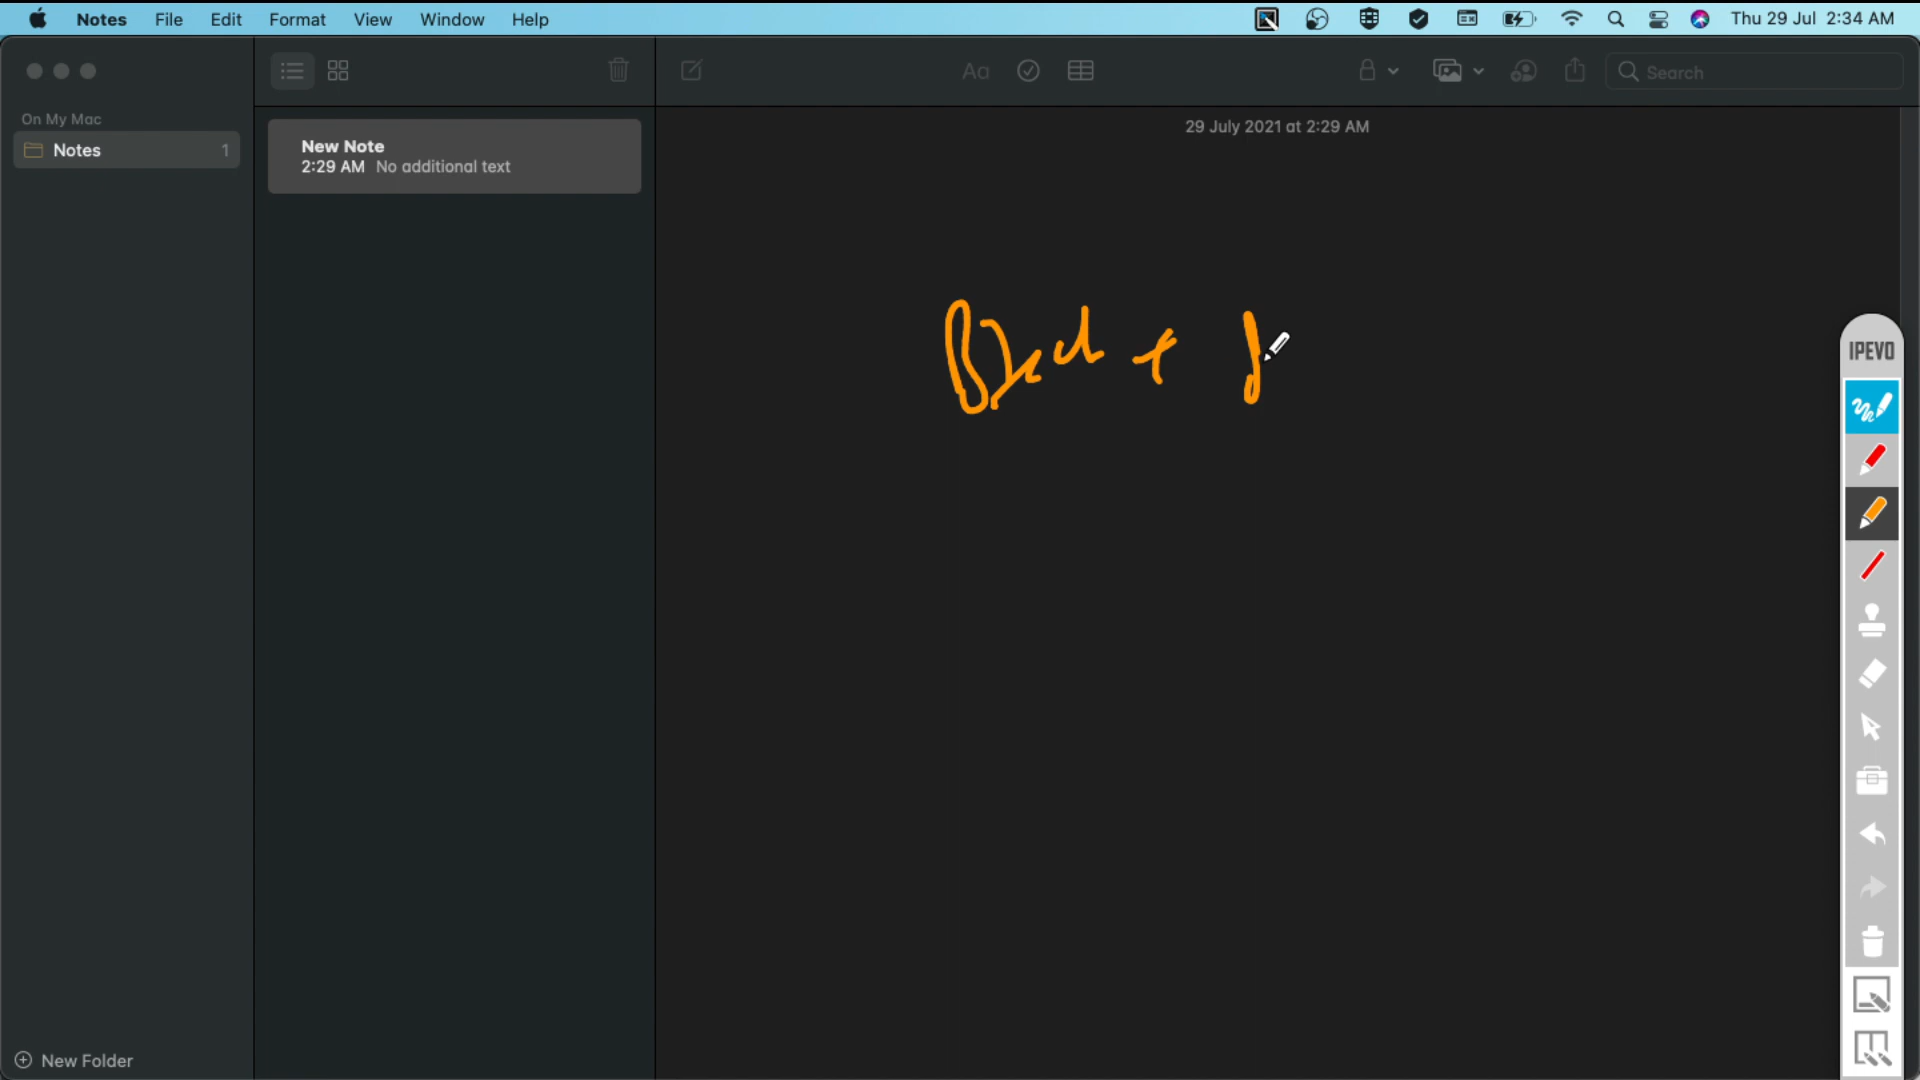 Notes File Edit Format View Window Help Thu 29 Jul 2:34 AM
Aa Search
On My Mac
Notes 1
New Note
2:29 AM No additional text
29 July 2021 at 2:29 AM
IPEVO
New Folder